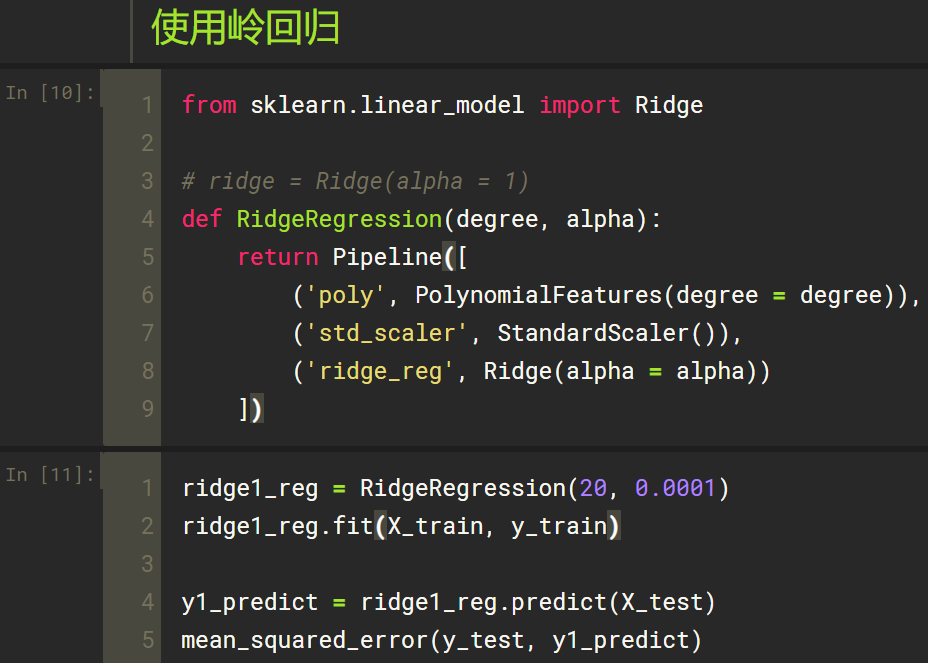 使用岭回归
In [10]:
1 from sklearn.linear_model import Ridge
2
3 # ridge = Ridge(alpha = 1)
4 def RidgeRegression(degree, alpha):
5     return Pipeline([
6         ('poly', PolynomialFeatures(degree = degree)),
7         ('std_scaler', StandardScaler()),
8         ('ridge_reg', Ridge(alpha = alpha))
9     ])
In [11]:
1 ridge1_reg = RidgeRegression(20, 0.0001)
2 ridge1_reg.fit(X_train, y_train)
3
4 y1_predict = ridge1_reg.predict(X_test)
5 mean_squared_error(y_test, y1_predict)